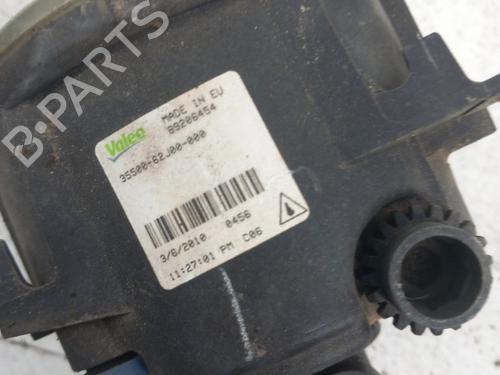 Valeo
MADE IN EU
89206454
35500-62J00-000
3/6/2010 0456
11:27:01 PM C06
B-PARTS